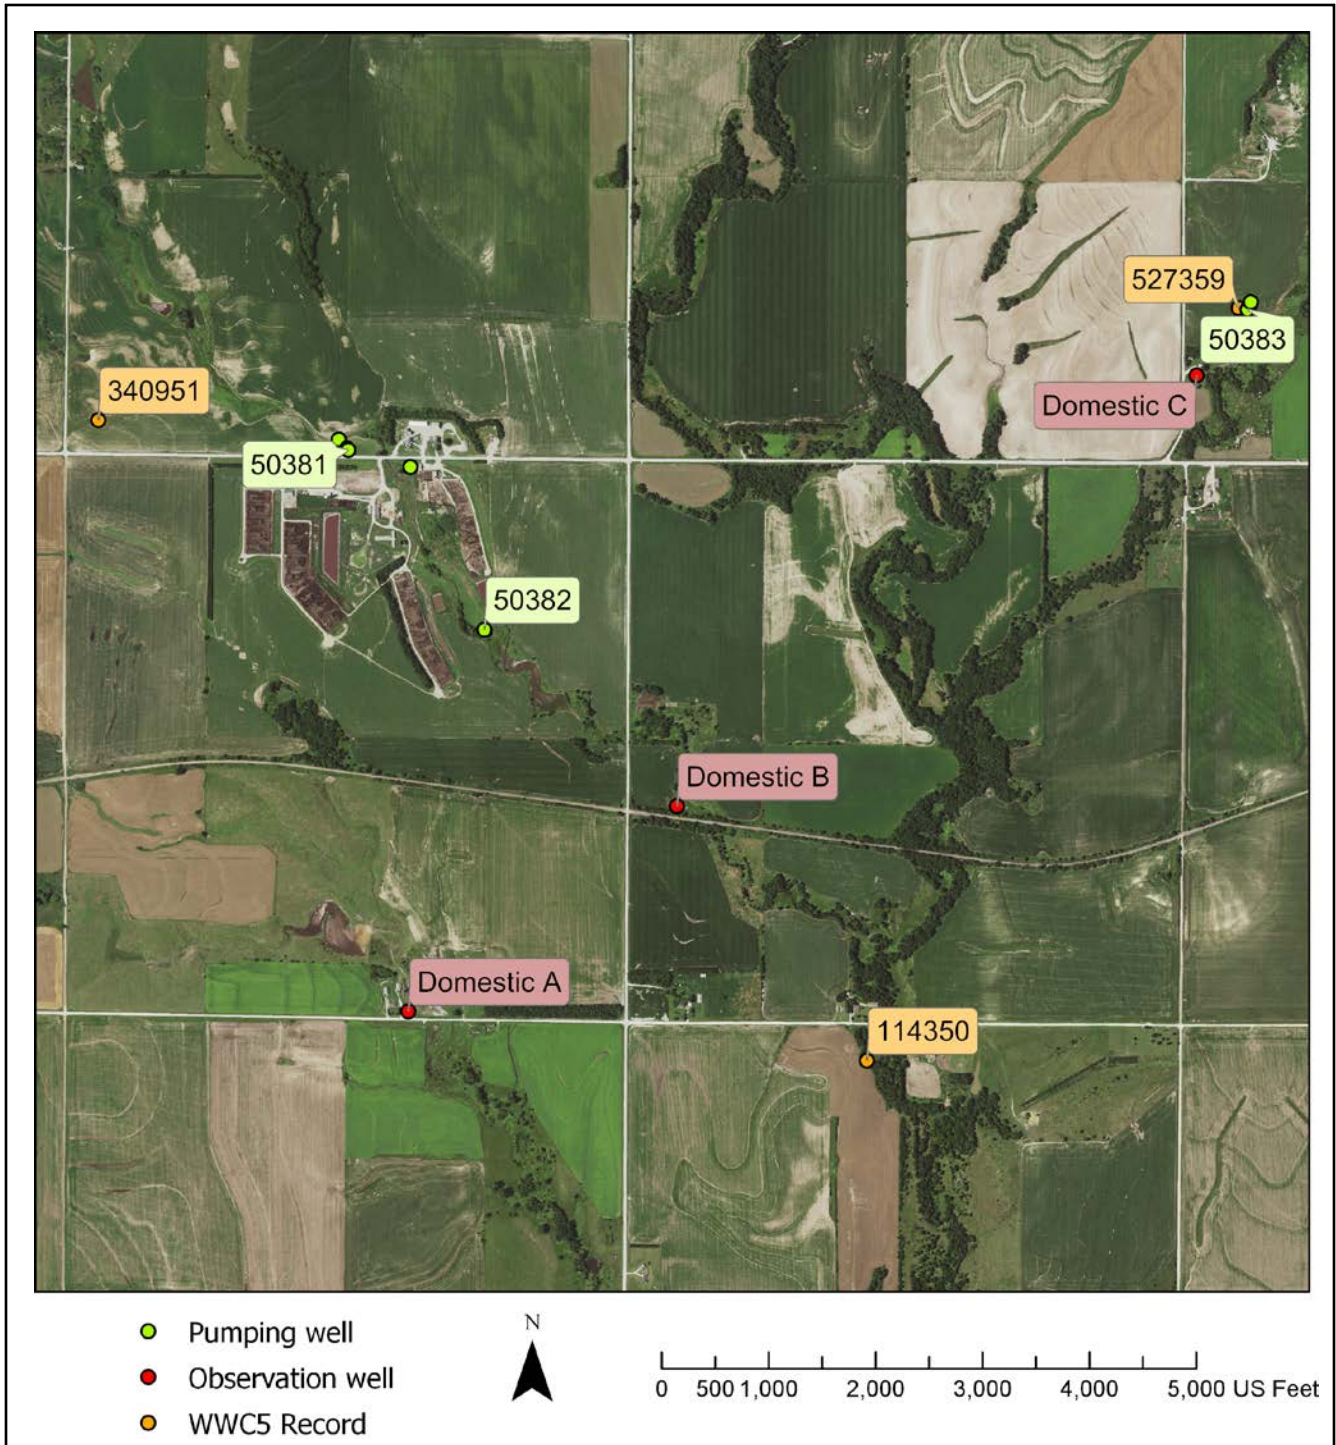 527359
50383
340951
Domestic C
50381
50382
Domestic B
Domestic A
114350
Pumping well
Observation well
WWC5 Record
N
0 500 1,000 2,000 3,000 4,000 5,000 US Feet